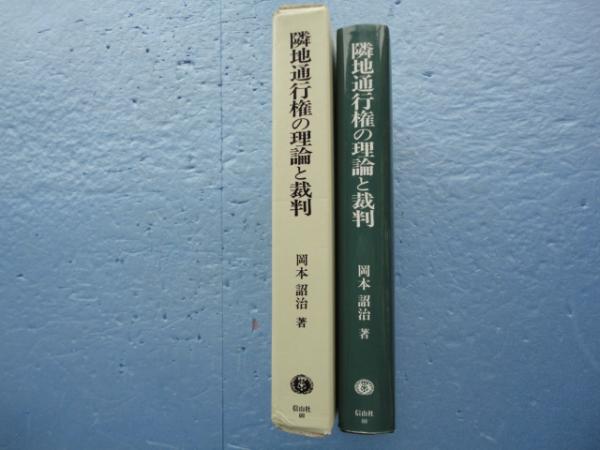 隣地通行権の理論と裁判
岡本詔治 著
信山社
隣地通行権の理論と裁判
岡本詔治 著
信山社